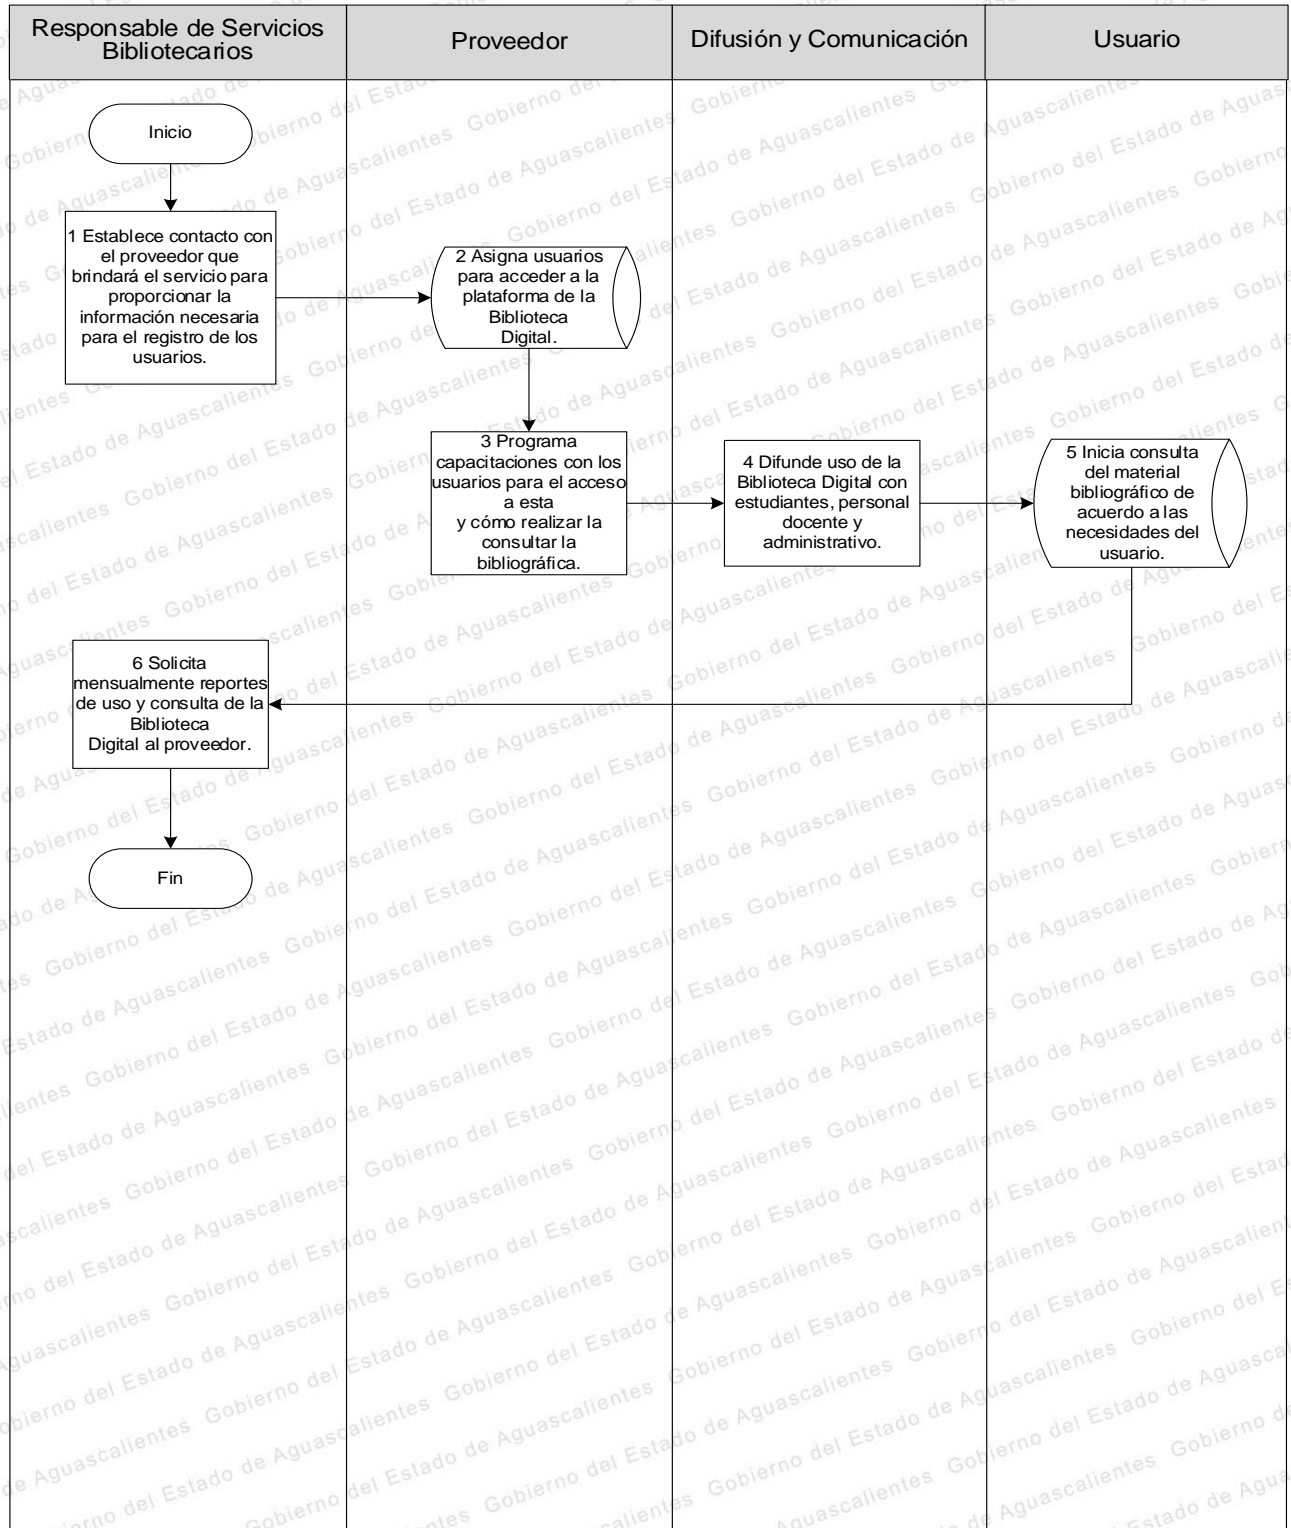 Responsable de Servicios
Bibliotecarios
Proveedor
Difusión y Comunicación
Usuario
Inicio
1 Establece contacto con
el proveedor que
brindará el servicio para
proporcionar la
información necesaria
para el registro de los
usuarios.
2 Asigna usuarios
para acceder a la
plataforma de la
Biblioteca
Digital.
3 Programa
capacitaciones con los
usuarios para el acceso
a esta
y cómo realizar la
consultar la
bibliográfica.
4 Difunde uso de la
Biblioteca Digital con
estudiantes, personal
docente y
administrativo.
5 Inicia consulta
del material
bibliográfico de
acuerdo a las
necesidades del
usuario.
6 Solicita
mensualmente reportes
de uso y consulta de la
Biblioteca
Digital al proveedor.
Fin
Gobierno del Estado de Aguascalientes